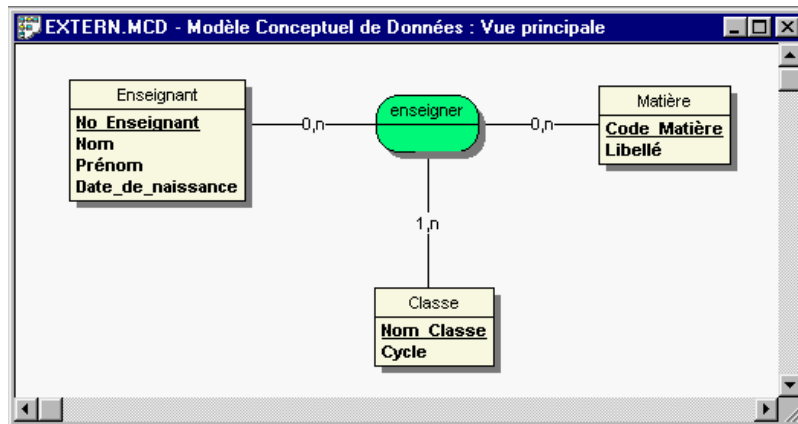 EXTERN.MCD - Modèle Conceptuel de Données : Vue principale
Enseignant
No_Enseignant
Nom
Prénom
Date_de_naissance
0,n
enseigner
0,n
Matière
Code_Matière
Libellé
1,n
Classe
Nom_Classe
Cycle